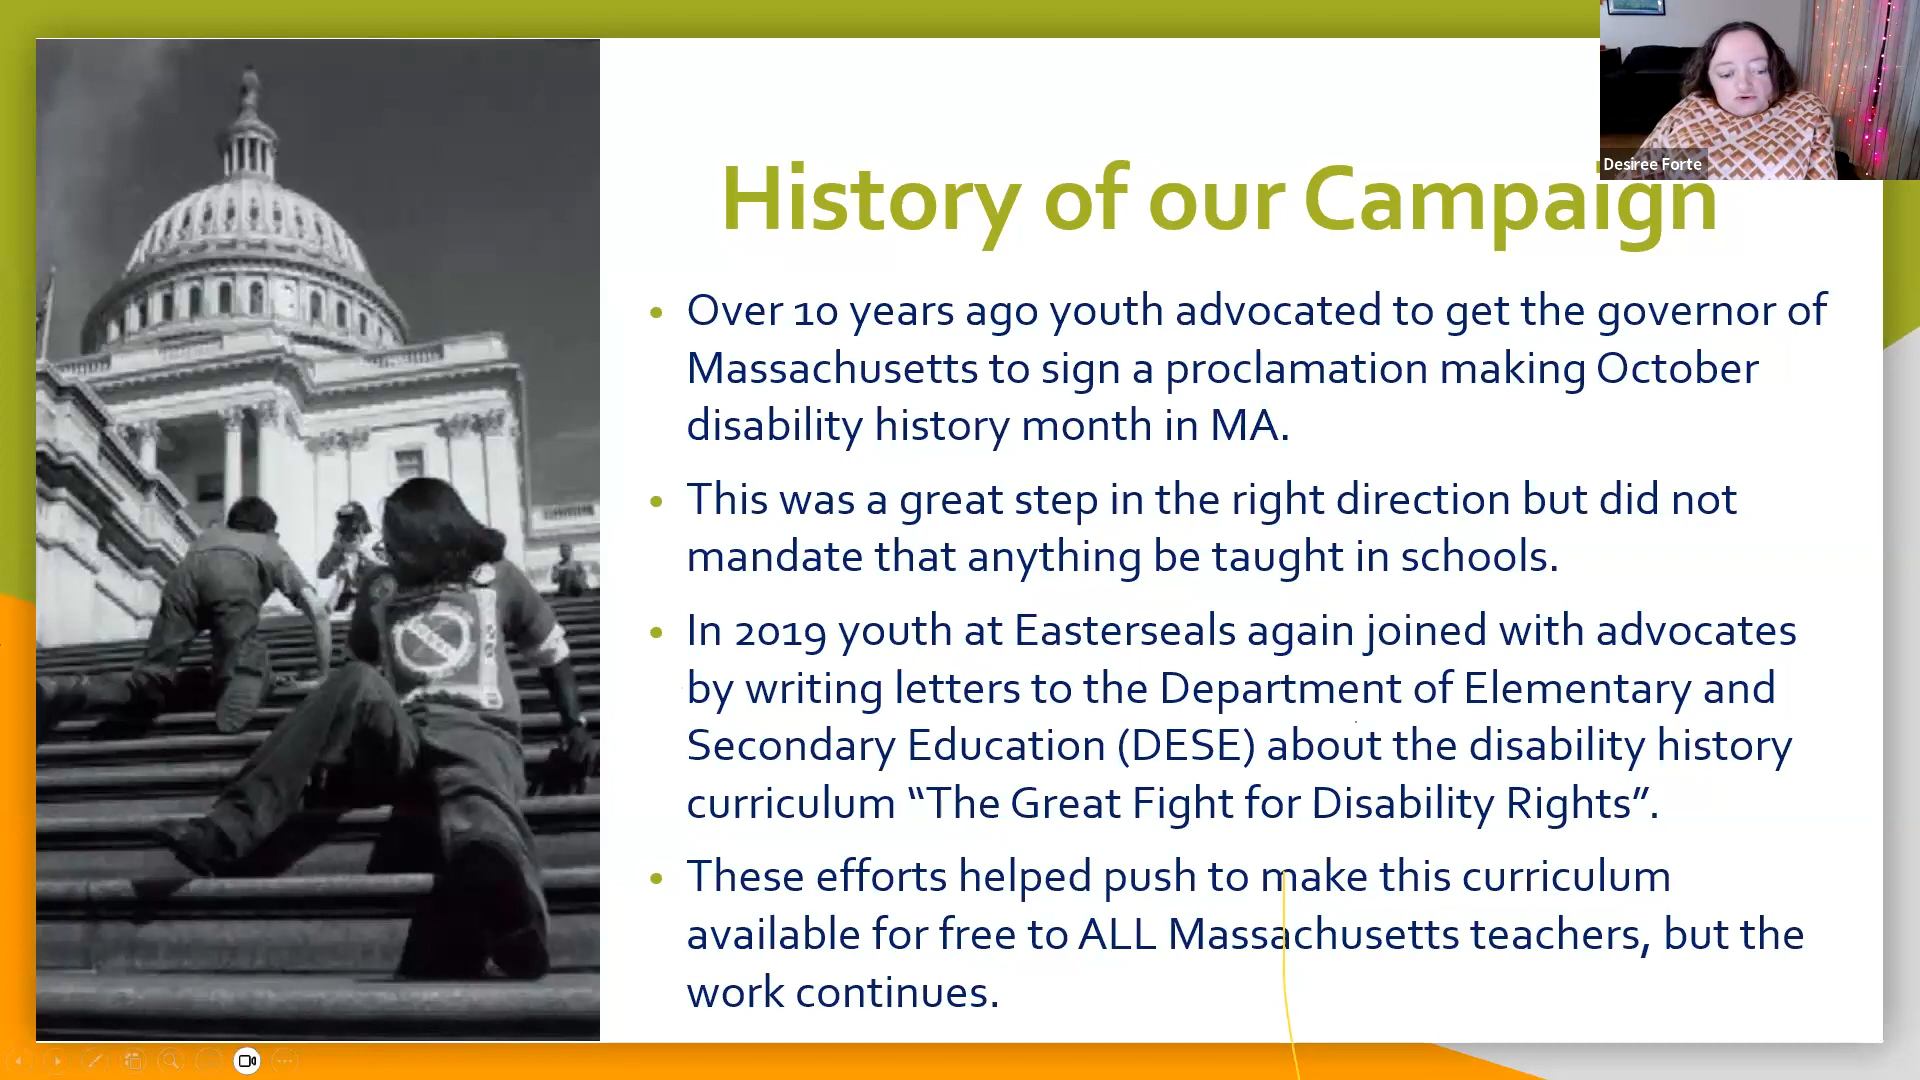 Desiree Forte
History of our Campaign
• Over 10 years ago youth advocated to get the governor of
Massachusetts to sign a proclamation making October
disability history month in MA.
• This was a great step in the right direction but did not
mandate that anything be taught in schools.
• In 2019 youth at Easterseals again joined with advocates
by writing letters to the Department of Elementary and
Secondary Education (DESE) about the disability history
curriculum “The Great Fight for Disability Rights”.
• These efforts helped push to make this curriculum
available for free to ALL Massachusetts teachers, but the
work continues.